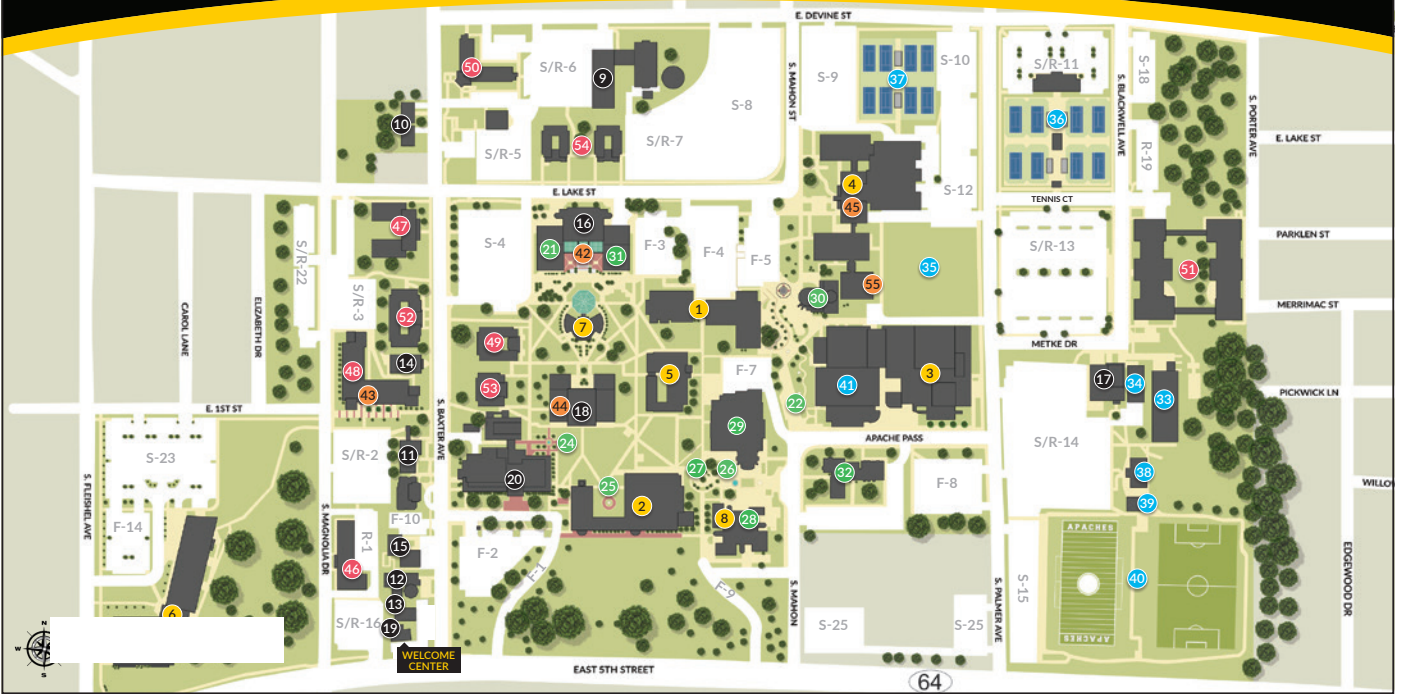 E. DEVINE ST
50
S/R-6
9
S-8
S. MAHON ST
S-9
37
S-10
S/R-11
S. BLACKWELL AVE
S-18
S. PORTER AVE
10
S/R-5
54
S/R-7
36
R-19
E. LAKE ST
E. LAKE ST
4
45
S-12
TENNIS CT
47
S/R-22
S-4
16
21
42
31
F-3
F-4
F-5
S/R-13
PARKLEN ST
35
51
55
30
CAROL LANE
ELIZABETH DR
S/R-3
52
7
1
MERRIMAC ST
49
METKE DR
14
48
43
53
5
F-7
41
3
17
34
33
PICKWICK LN
44
18
22
E. 1ST ST
S. BAXTER AVE
29
APACHE PASS
24
S/R-14
S-23
S/R-2
11
20
27
26
32
F-8
38
S. FLEISHEL AVE
S. MAGNOLIA DR
25
2
39
WILLO
F-14
F-10
R-1
8
28
APACHES
15
F-2
F-1
46
12
F-9
S. MAHON
S. PALMER AVE
S-15
40
EDGEWOOD DR
13
6
S/R-16
19
S-25
S-25
APACHES
N
W
S
WELCOME
CENTER
EAST 5TH STREET
64